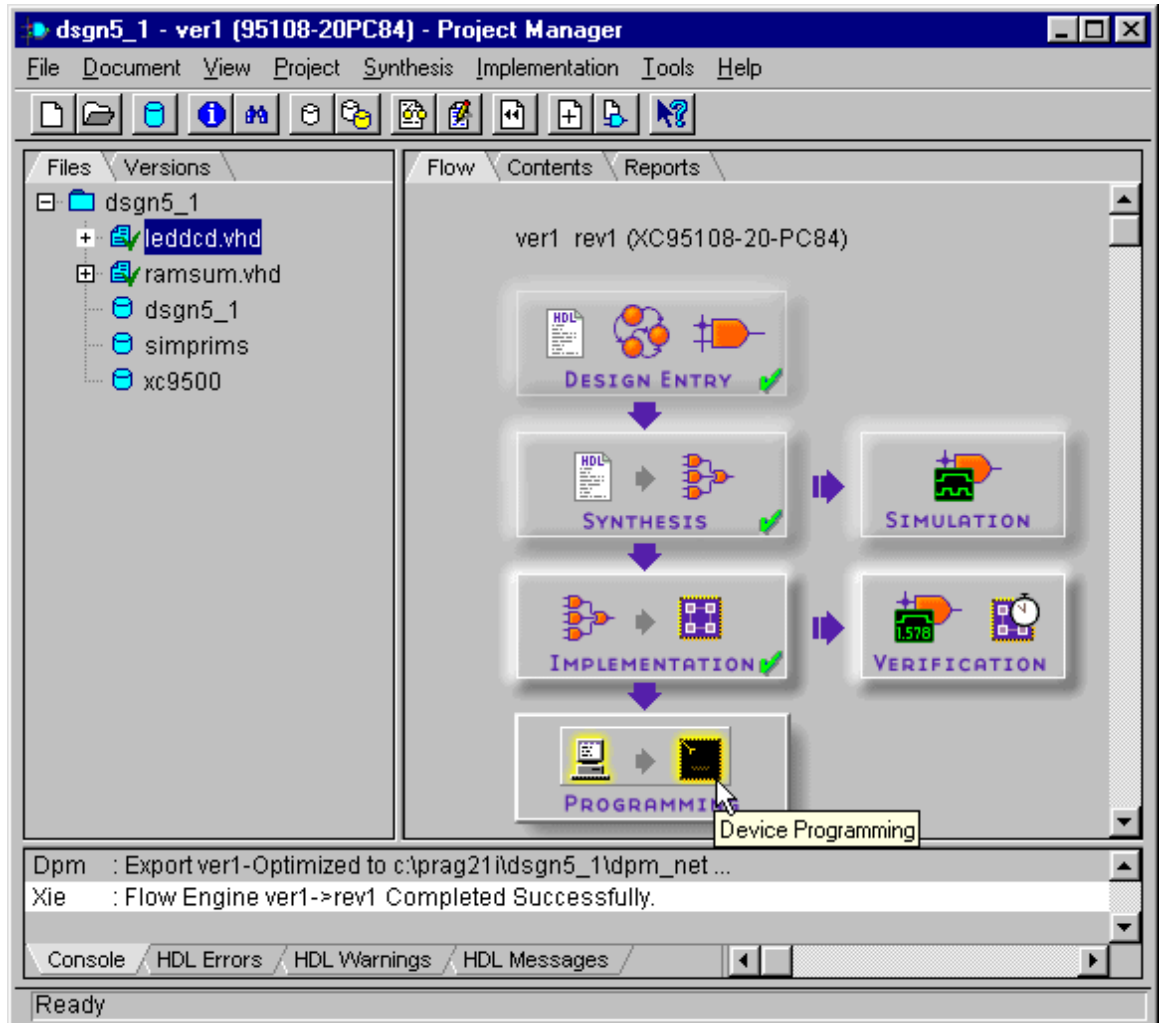 dsgn5_1 - ver1 (95108-20PC84) - Project Manager
File Document View Project Synthesis Implementation Tools Help
Files Versions
dsgn5_1
leddcd.vhd
ramsum.vhd
dsgn5_1
simprims
xc9500
Flow Contents Reports
ver1 rev1 (XC95108-20-PC84)
HDL
DESIGN ENTRY
HDL
SYNTHESIS
SIMULATION
IMPLEMENTATION
1.578
VERIFICATION
PROGRAMMING
Device Programming
Dpm : Export ver1-Optimized to c:\prag21i\dsgn5_1\dpm_net ...
Xie : Flow Engine ver1->rev1 Completed Successfully.
Console HDL Errors HDL Warnings HDL Messages
Ready